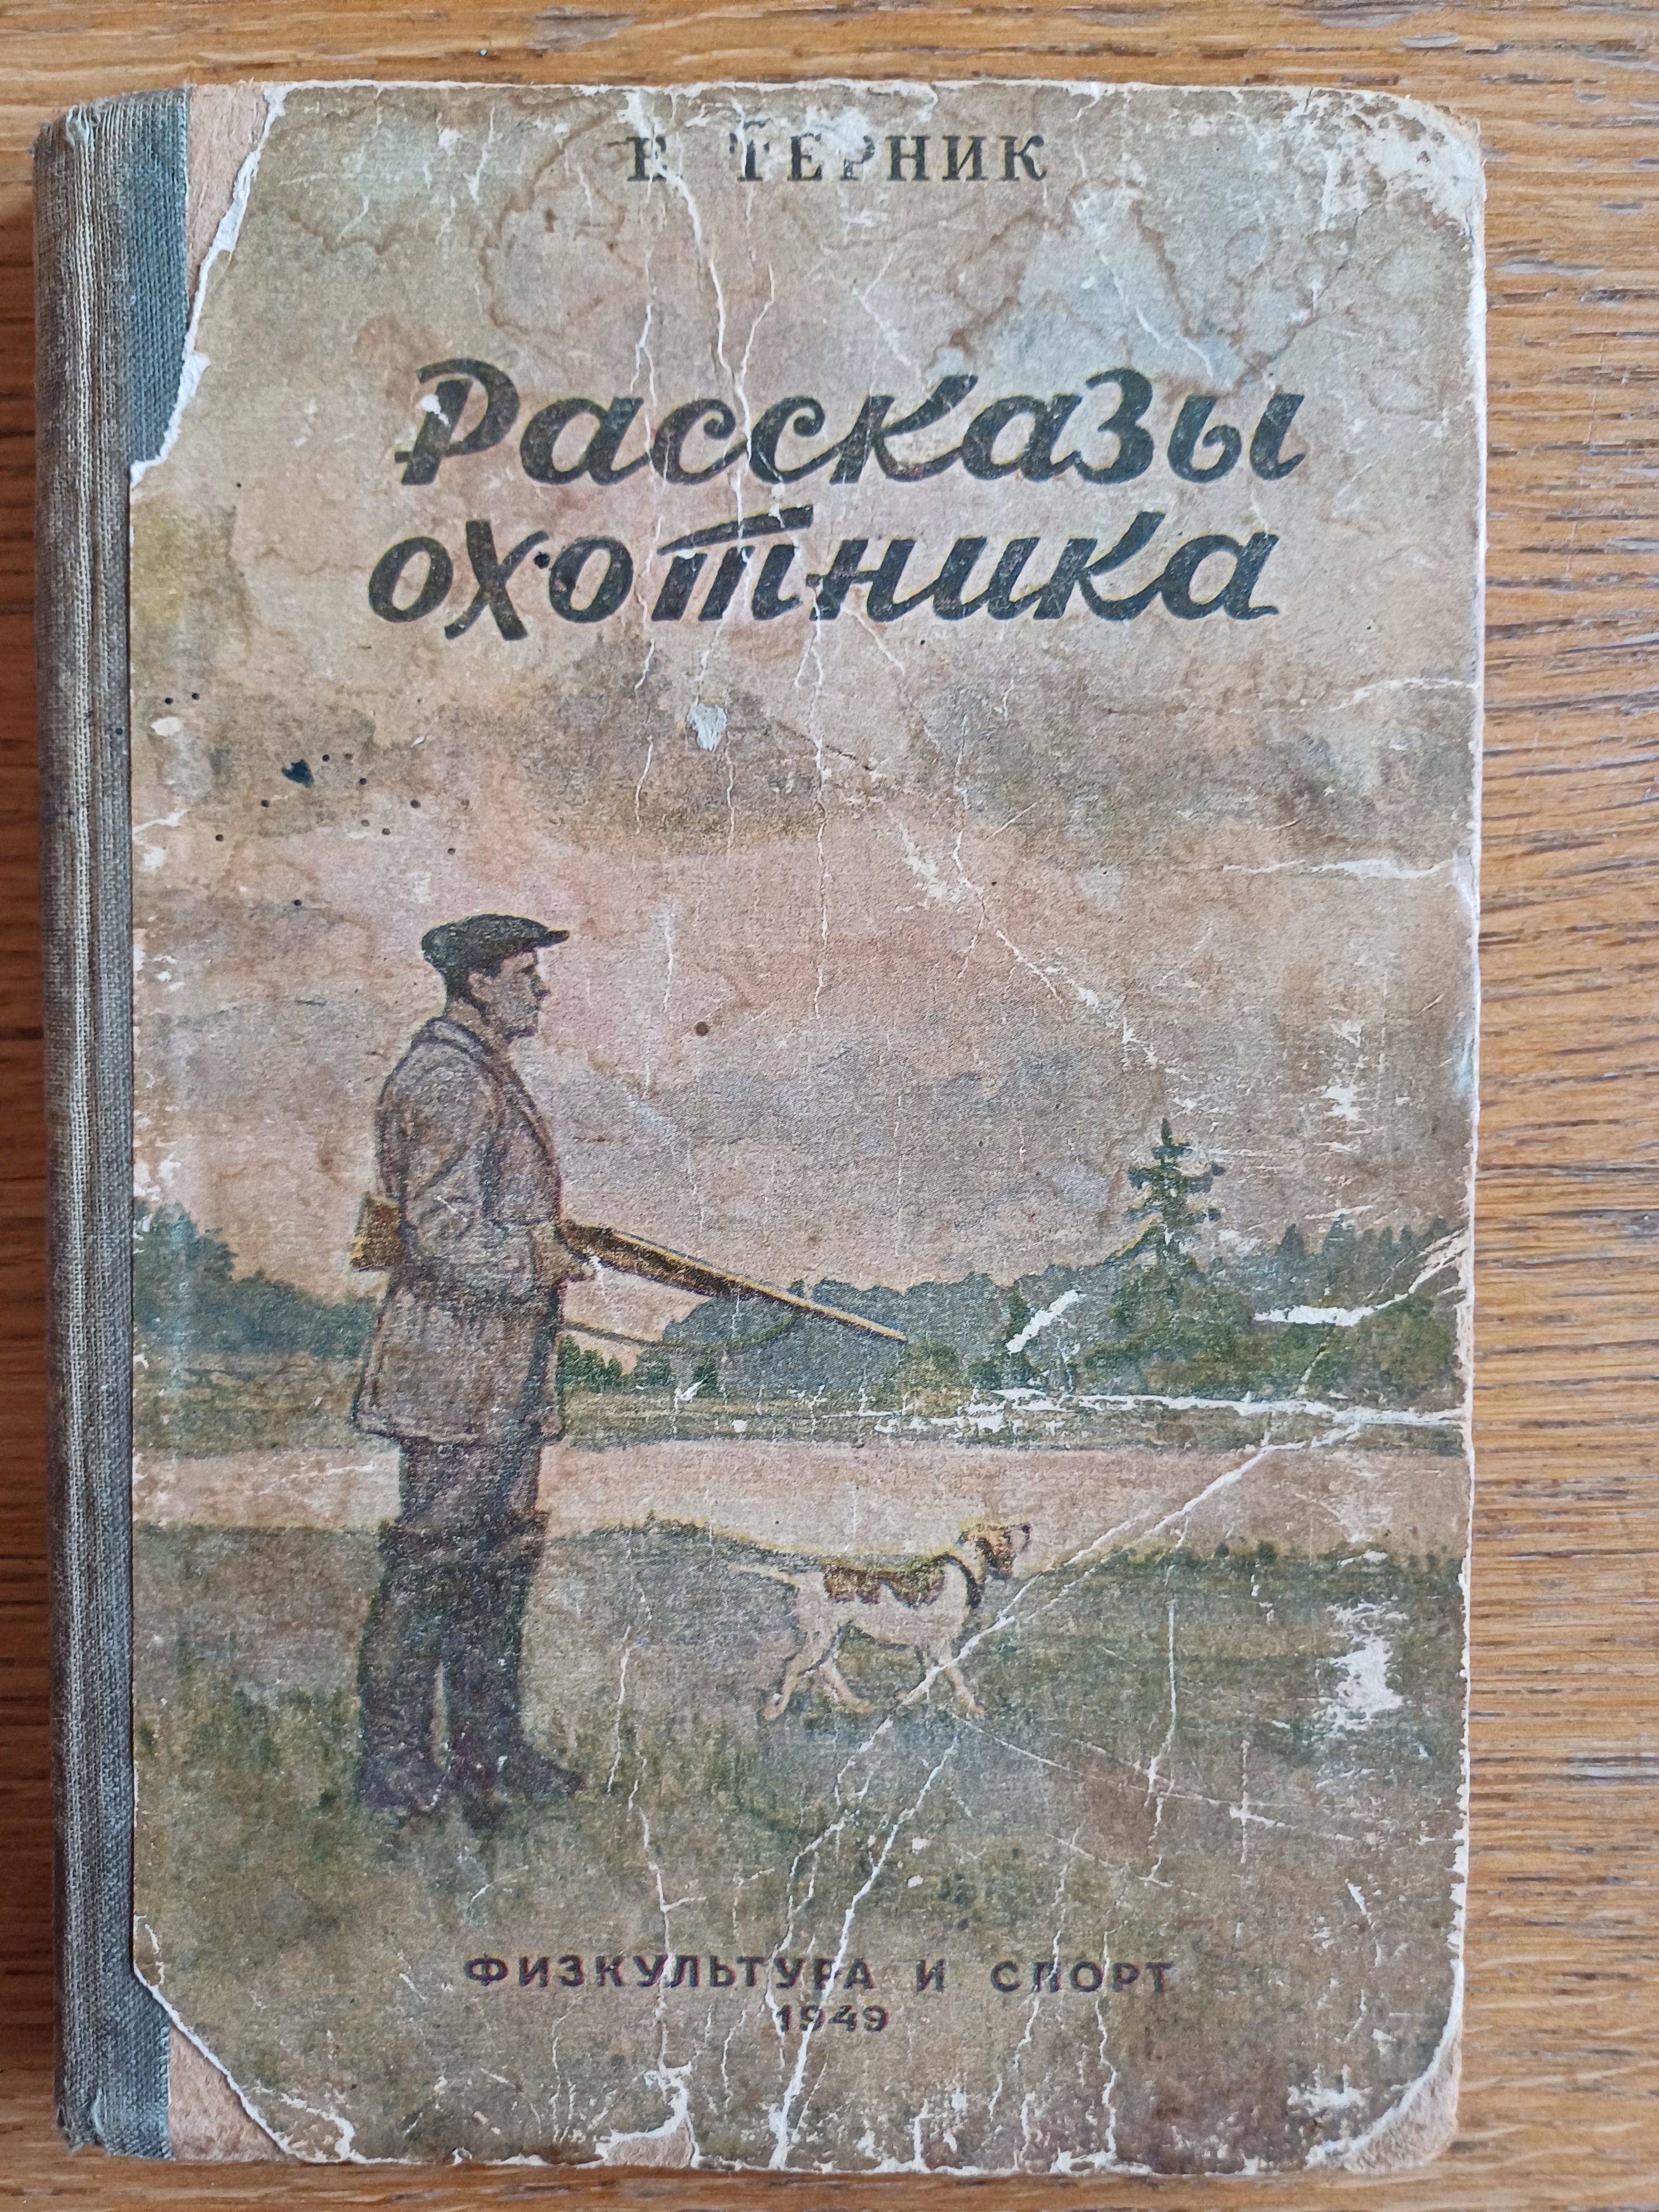 ТЕРНИК
Рассказы
охотника
ФИЗКУЛЬТУРА И СПОРТ
1949